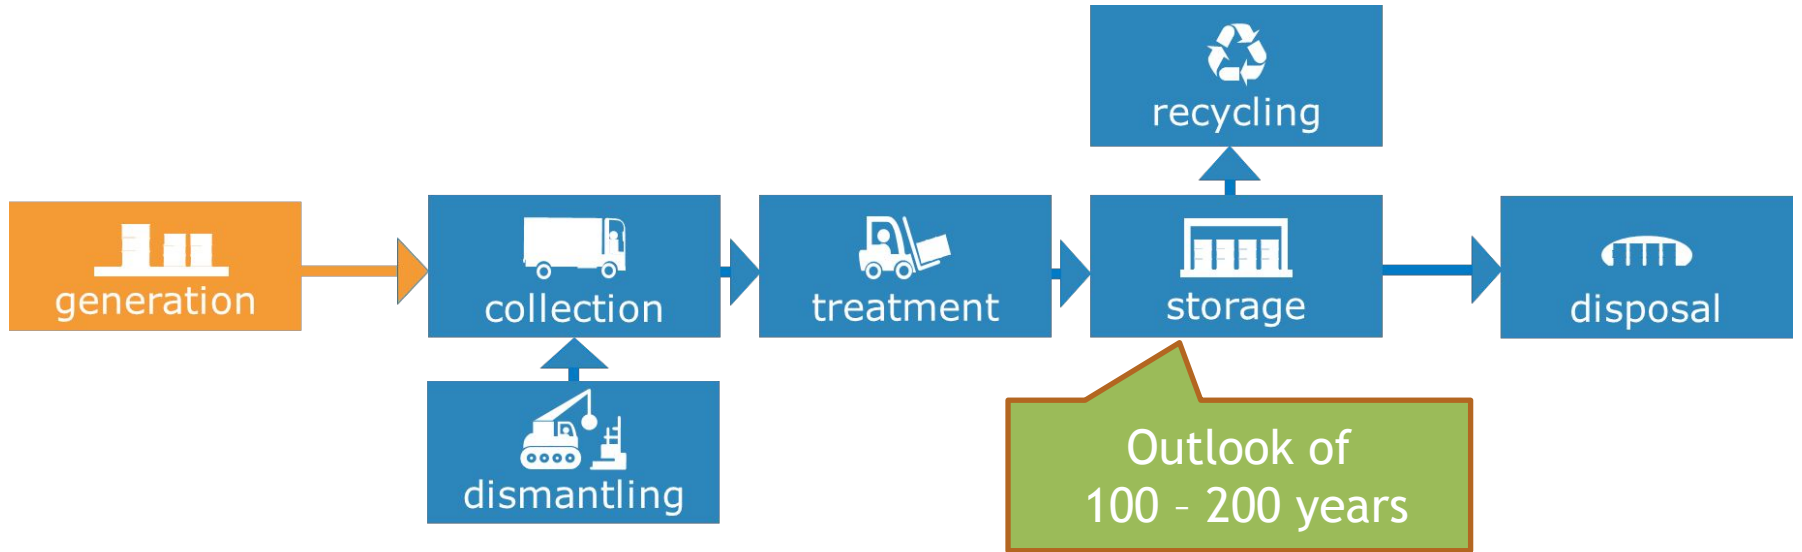 recycling
generation
collection
treatment
storage
disposal
dismantling
Outlook of
100 – 200 years